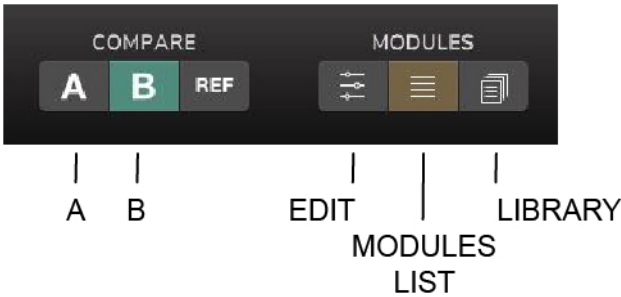 COMPARE MODULES
A B REF
A B EDIT LIBRARY
MODULES
LIST